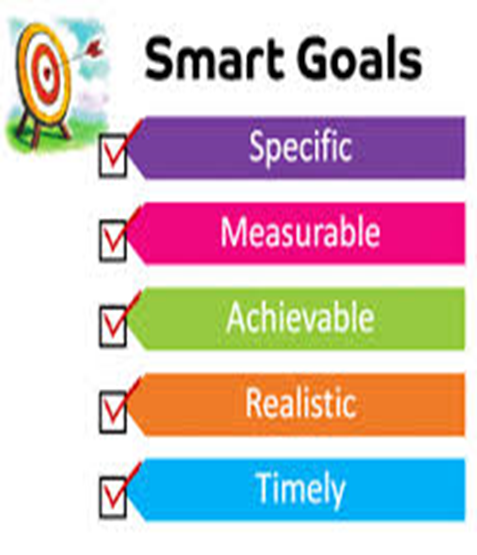 Smart Goals
Specific
Measurable
Achievable
Realistic
Timely